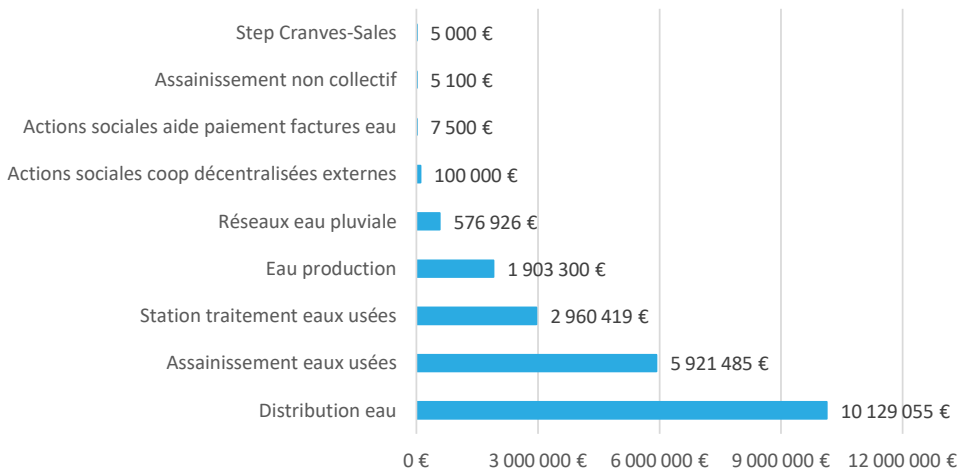 Step Cranves-Sales 5 000 €
Assainissement non collectif 5 100 €
Actions sociales aide paiement factures eau 7 500 €
Actions sociales coop décentralisées externes 100 000 €
Réseaux eau pluviale 576 926 €
Eau production 1 903 300 €
Station traitement eaux usées 2 960 419 €
Assainissement eaux usées 5 921 485 €
Distribution eau 10 129 055 €
0 € 3 000 000 € 6 000 000 € 9 000 000 € 12 000 000 €